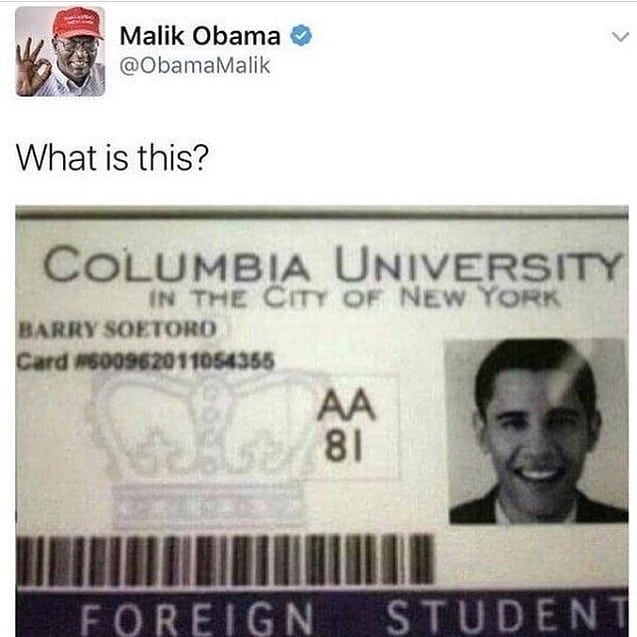 Malik Obama
@ObamaMalik
What is this?
COLUMBIA UNIVERSITY
IN THE CITY OF NEW YORK
BARRY SOETORO
Card #600962011054355
AA
81
FOREIGN STUDENT